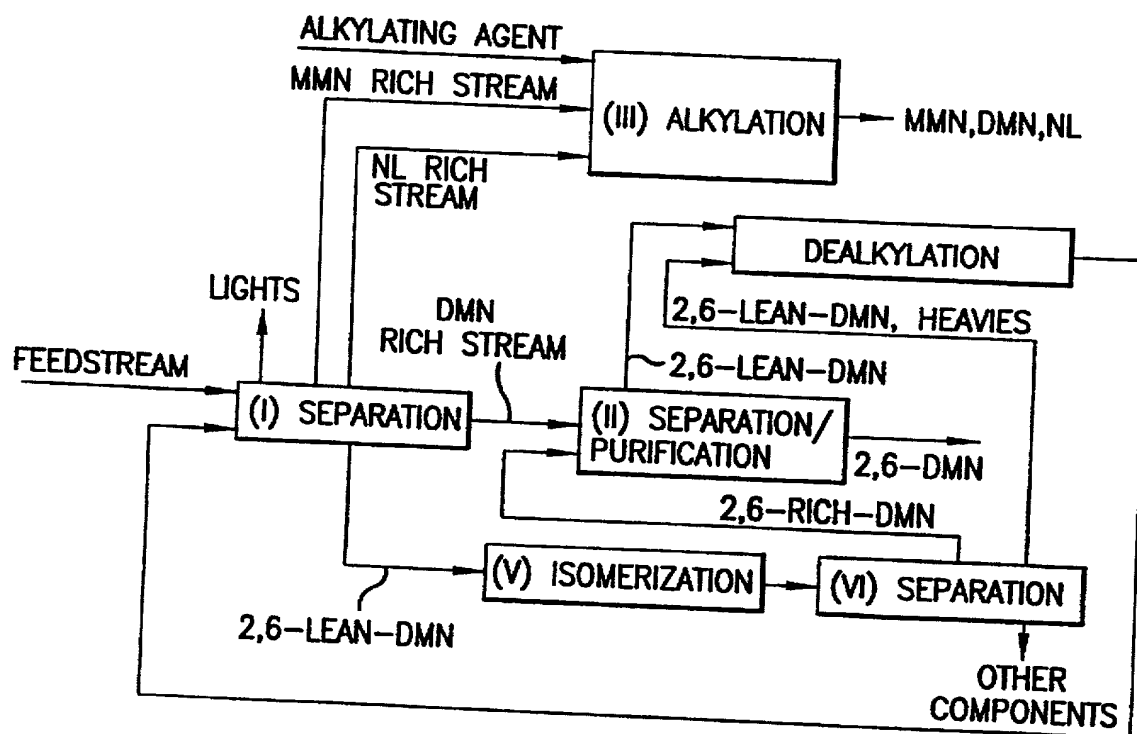 ALKYLATING AGENT
MMN RICH STREAM
(III) ALKYLATION
MMN,DMN,NL
NL RICH
STREAM
DEALKYLATION
LIGHTS
2,6-LEAN-DMN, HEAVIES
DMN
RICH STREAM
FEEDSTREAM
2,6-LEAN-DMN
(I) SEPARATION
(II) SEPARATION/
PURIFICATION
2,6-DMN
2,6-RICH-DMN
(V) ISOMERIZATION
(VI) SEPARATION
2,6-LEAN-DMN
OTHER
COMPONENTS